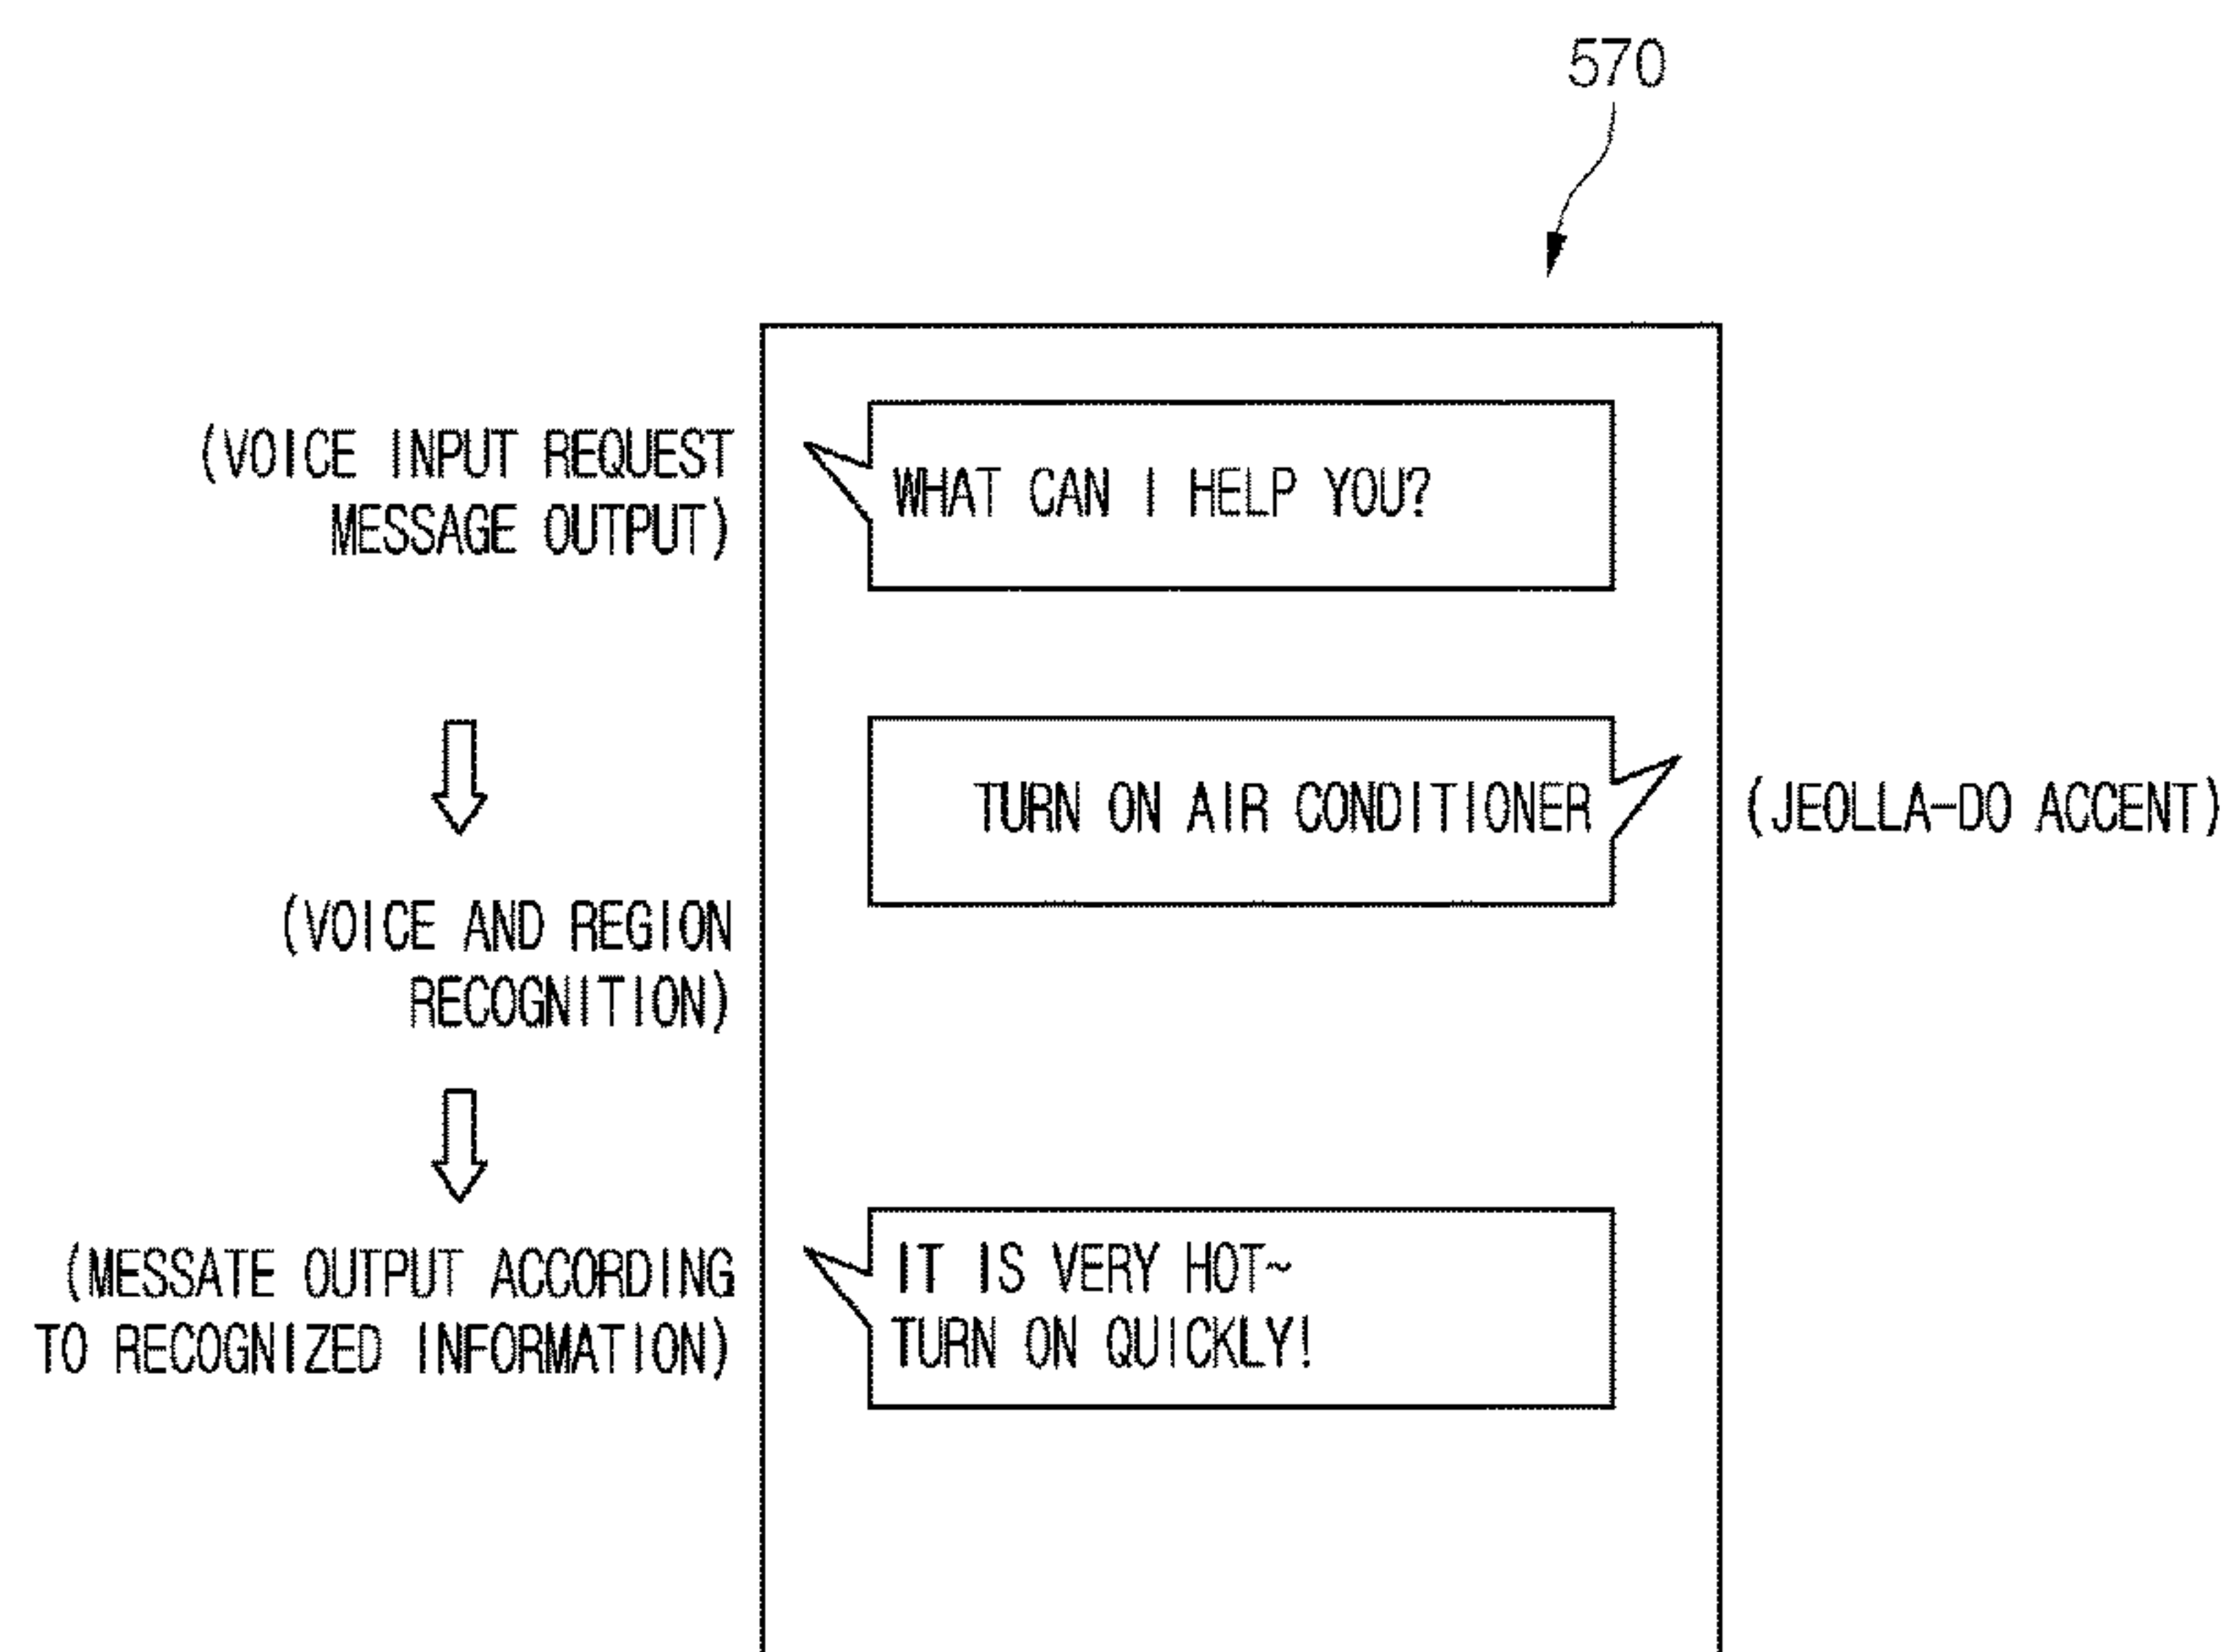 570
(VOICE INPUT REQUEST
MESSAGE OUTPUT)
WHAT CAN I HELP YOU?
TURN ON AIR CONDITIONER
(JEOLLA-DO ACCENT)
(VOICE AND REGION
RECOGNITION)
(MESSATE OUTPUT ACCORDING
TO RECOGNIZED INFORMATION)
IT IS VERY HOT~
TURN ON QUICKLY!